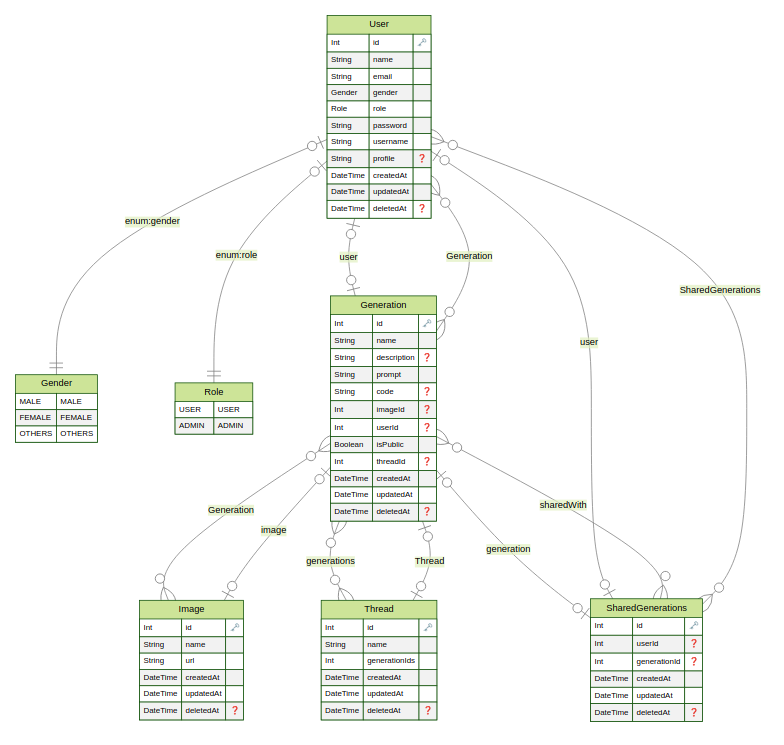 User
Int id
String name
String email
Gender gender
Role role
String password
String username
String profile ❓
DateTime createdAt
DateTime updatedAt
DateTime deletedAt ❓
enum:gender
enum:role
user
Generation
user
SharedGenerations
Generation
Int id
String name
String description ❓
String prompt
String code ❓
Int imageId ❓
Int userId ❓
Boolean isPublic
Int threadId ❓
DateTime createdAt
DateTime updatedAt
DateTime deletedAt ❓
Gender
MALE MALE
FEMALE FEMALE
OTHERS OTHERS
Role
USER USER
ADMIN ADMIN
Generation
image
generations
Thread
generation
sharedWith
Image
Int id
String name
String url
DateTime createdAt
DateTime updatedAt
DateTime deletedAt ❓
Thread
Int id
String name
Int generationIds
DateTime createdAt
DateTime updatedAt
DateTime deletedAt ❓
SharedGenerations
Int id
Int userId ❓
Int generationId ❓
DateTime createdAt
DateTime updatedAt
DateTime deletedAt ❓